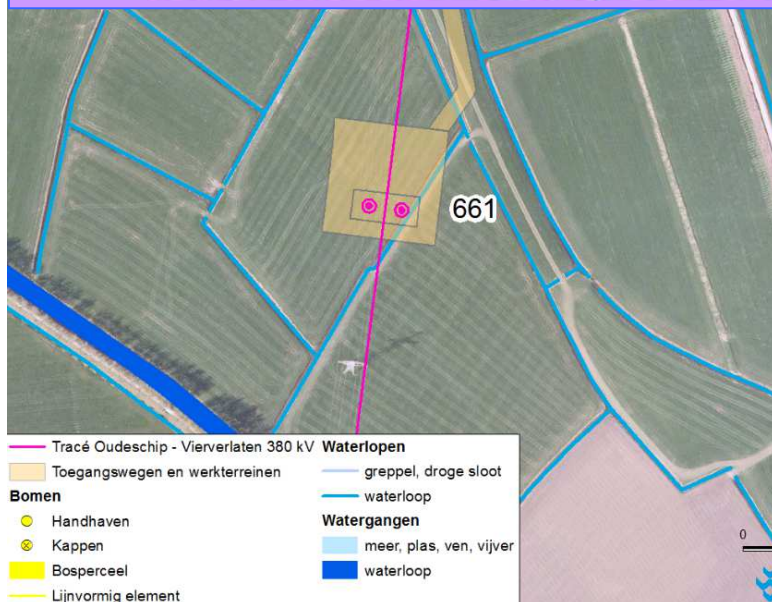 661
Tracé Oudeschip - Vierverlaten 380 kV
Toegangswegen en werkterreinen
Bomen
Handhaven
Kappen
Bosperceel
Lijnvormig element
Waterlopen
greppel, droge sloot
waterloop
Watergangen
meer, plas, ven, vijver
waterloop
0